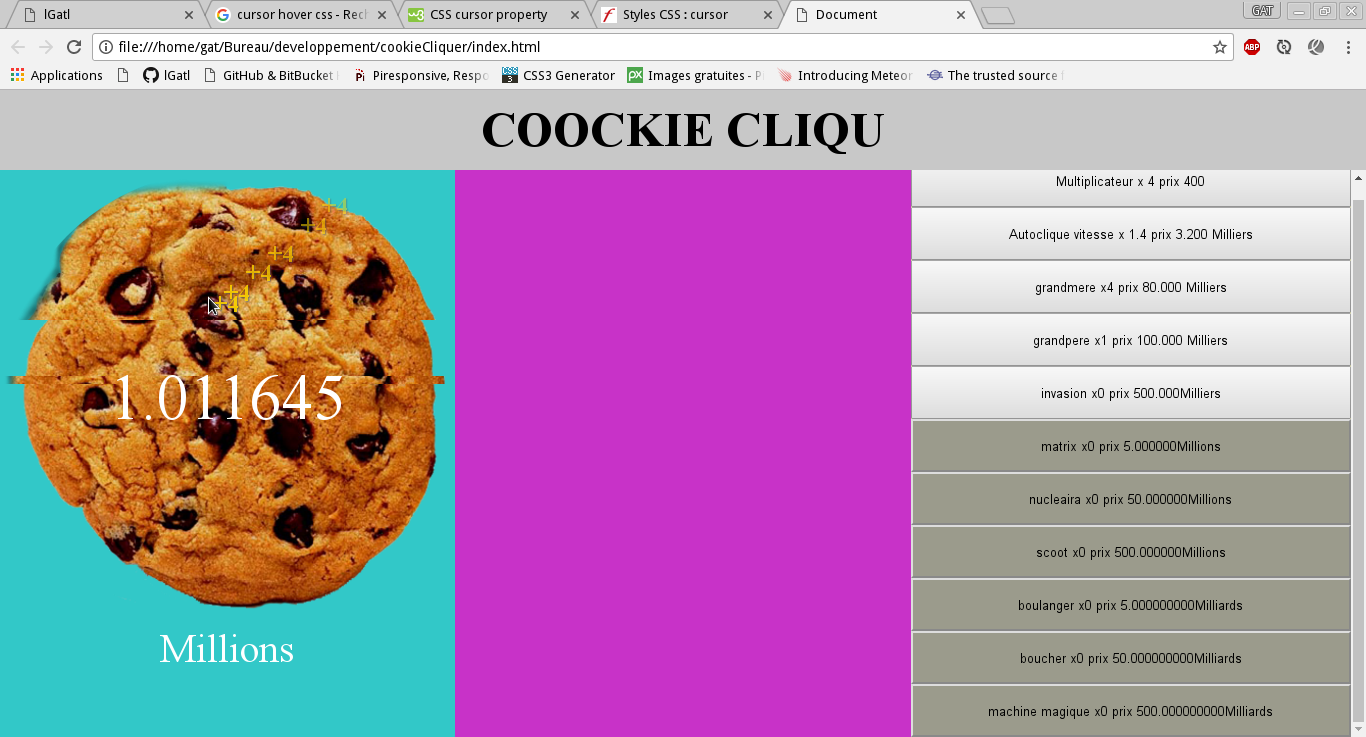 lGatl
cursor hover css - Rech
CSS cursor property
Styles CSS : cursor
Document
GAT
file:///home/gat/Bureau/developpement/cookieCliquer/index.html
ABP
Applications
lGatl
GitHub & BitBucket
Piresponsive, Respo
CSS3 Generator
Images gratuites - P
Introducing Meteor
The trusted source
COOCKIE CLIQU
+4
+4
+4
+4
+4
+4
1.011645
Millions
Multiplicateur x 4 prix 400
Autoclique vitesse x 1.4 prix 3.200 Milliers
grandmere x4 prix 80.000 Milliers
grandpere x1 prix 100.000 Milliers
invasion x0 prix 500.000Milliers
matrix x0 prix 5.000000Millions
nucleaira x0 prix 50.000000Millions
scoot x0 prix 500.000000Millions
boulanger x0 prix 5.000000000Milliards
boucher x0 prix 50.000000000Milliards
machine magique x0 prix 500.000000000Milliards